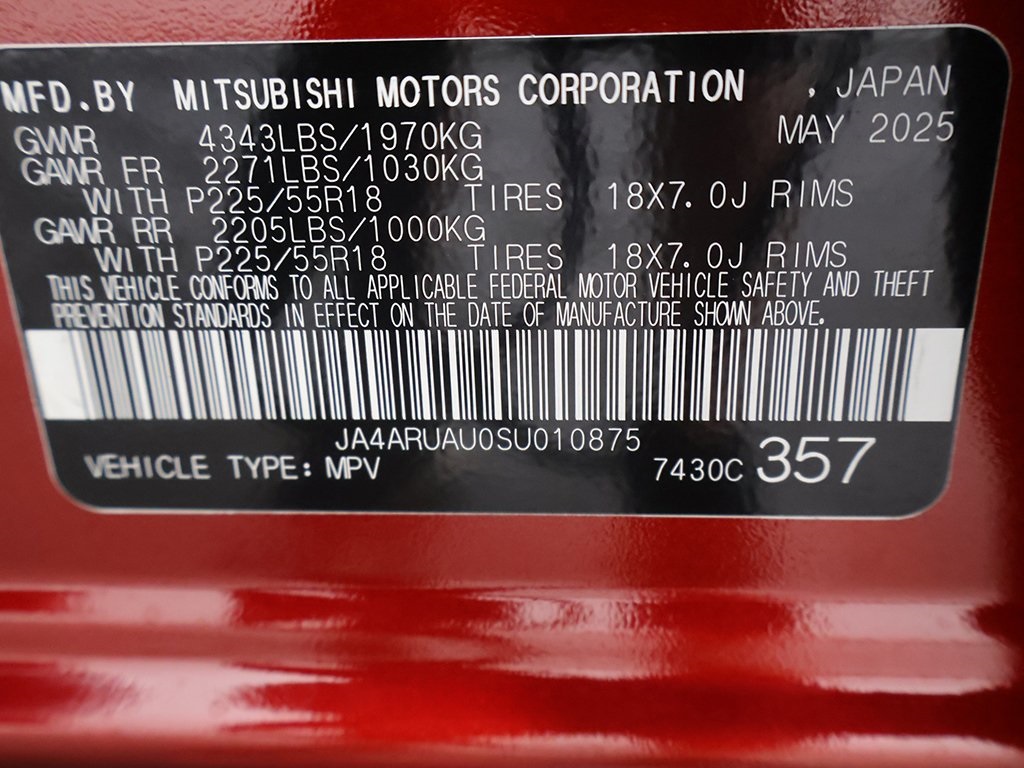 MFD.BY MITSUBISHI MOTORS CORPORATION , JAPAN
GVWR 4343LBS/1970KG MAY 2025
GAWR FR 2271LBS/1030KG
WITH P225/55R18 TIRES 18X7.0J RIMS
GAWR RR 2205LBS/1000KG
WITH P225/55R18 TIRES 18X7.0J RIMS
THIS VEHICLE CONFORMS TO ALL APPLICABLE FEDERAL MOTOR VEHICLE SAFETY AND THEFT
PREVENTION STANDARDS IN EFFECT ON THE DATE OF MANUFACTURE SHOWN ABOVE.
JA4ARUAU0SU010875
VEHICLE TYPE: MPV 7430C 357